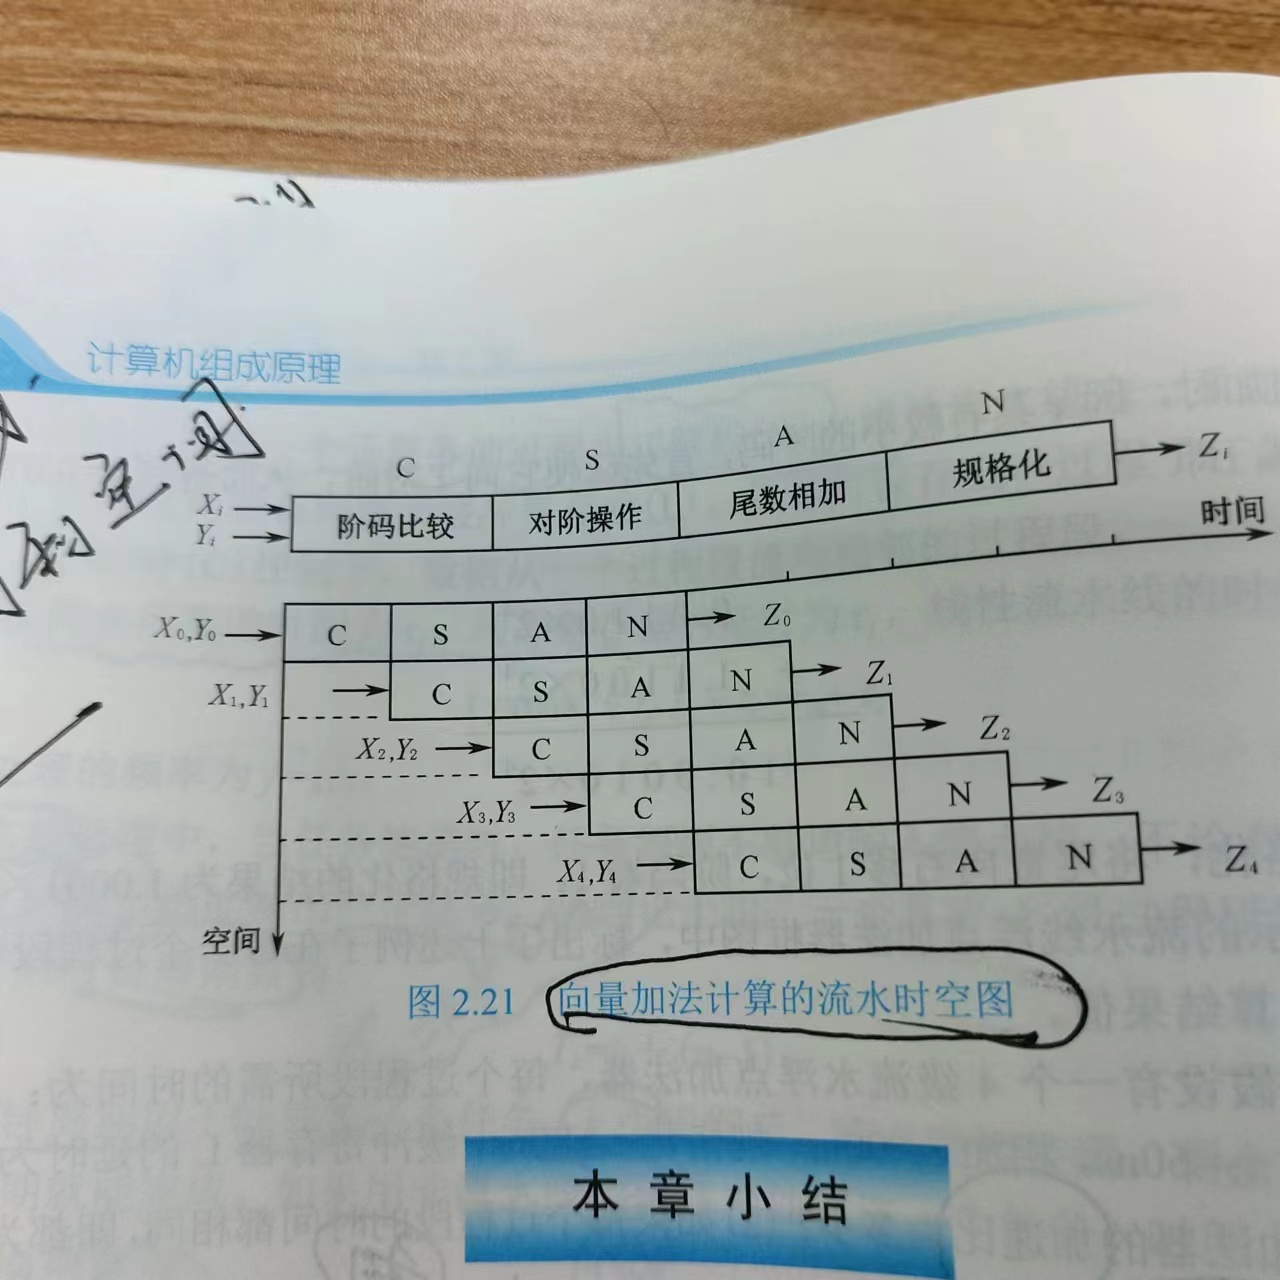 计算机组成原理
C S A N
X_i
Y_i
阶码比较 对阶操作 尾数相加 规格化 Z_i
时间
X_0,Y_0 C S A N Z_0
X_1,Y_1 C S A N Z_1
X_2,Y_2 C S A N Z_2
X_3,Y_3 C S A N Z_3
X_4,Y_4 C S A N Z_4
空间
图 2.21 向量加法计算的流水时空图
本章小结